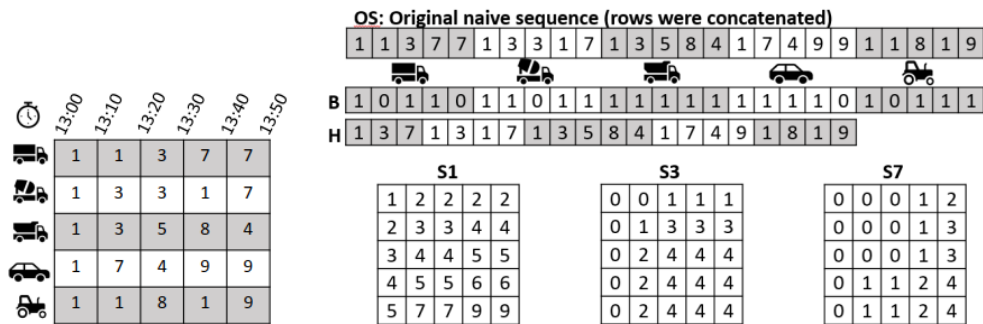 OS: Original naive sequence (rows were concatenated)
1 1 3 7 7 1 3 3 1 7 1 3 5 8 4 1 7 4 9 9 1 1 8 1 9
B 1 0 1 1 0 1 1 0 1 1 1 1 1 1 1 1 1 1 1 0 1 0 1 1 1
H 1 3 7 1 3 1 7 1 3 5 8 4 1 7 4 9 1 8 1 9
13:00 13:10 13:20 13:30 13:40 13:50
1 1 3 7 7
1 3 3 1 7
1 3 5 8 4
1 7 4 9 9
1 1 8 1 9
S1
1 2 2 2 2
2 3 3 4 4
3 4 4 5 5
4 5 5 6 6
5 7 7 9 9
S3
0 0 1 1 1
0 1 3 3 3
0 2 4 4 4
0 2 4 4 4
0 2 4 4 4
S7
0 0 0 1 2
0 0 0 1 3
0 0 0 1 3
0 1 1 2 4
0 1 1 2 4